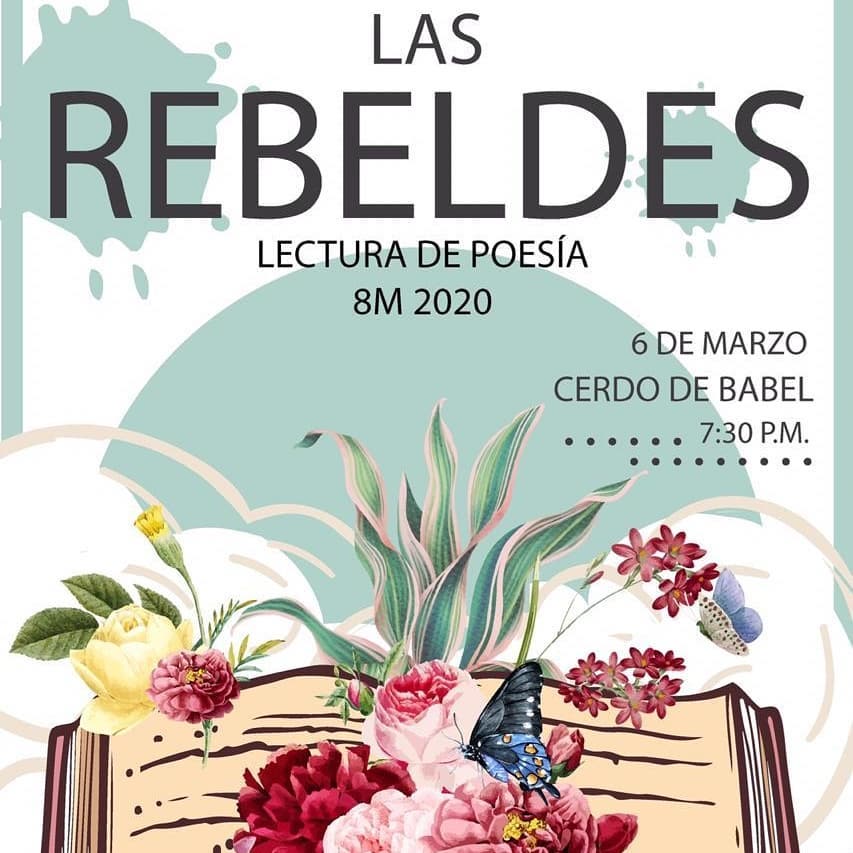 LAS
REBELDES
LECTURA DE POESÍA
8M 2020
6 DE MARZO
CERDO DE BABEL
7:30 P.M.